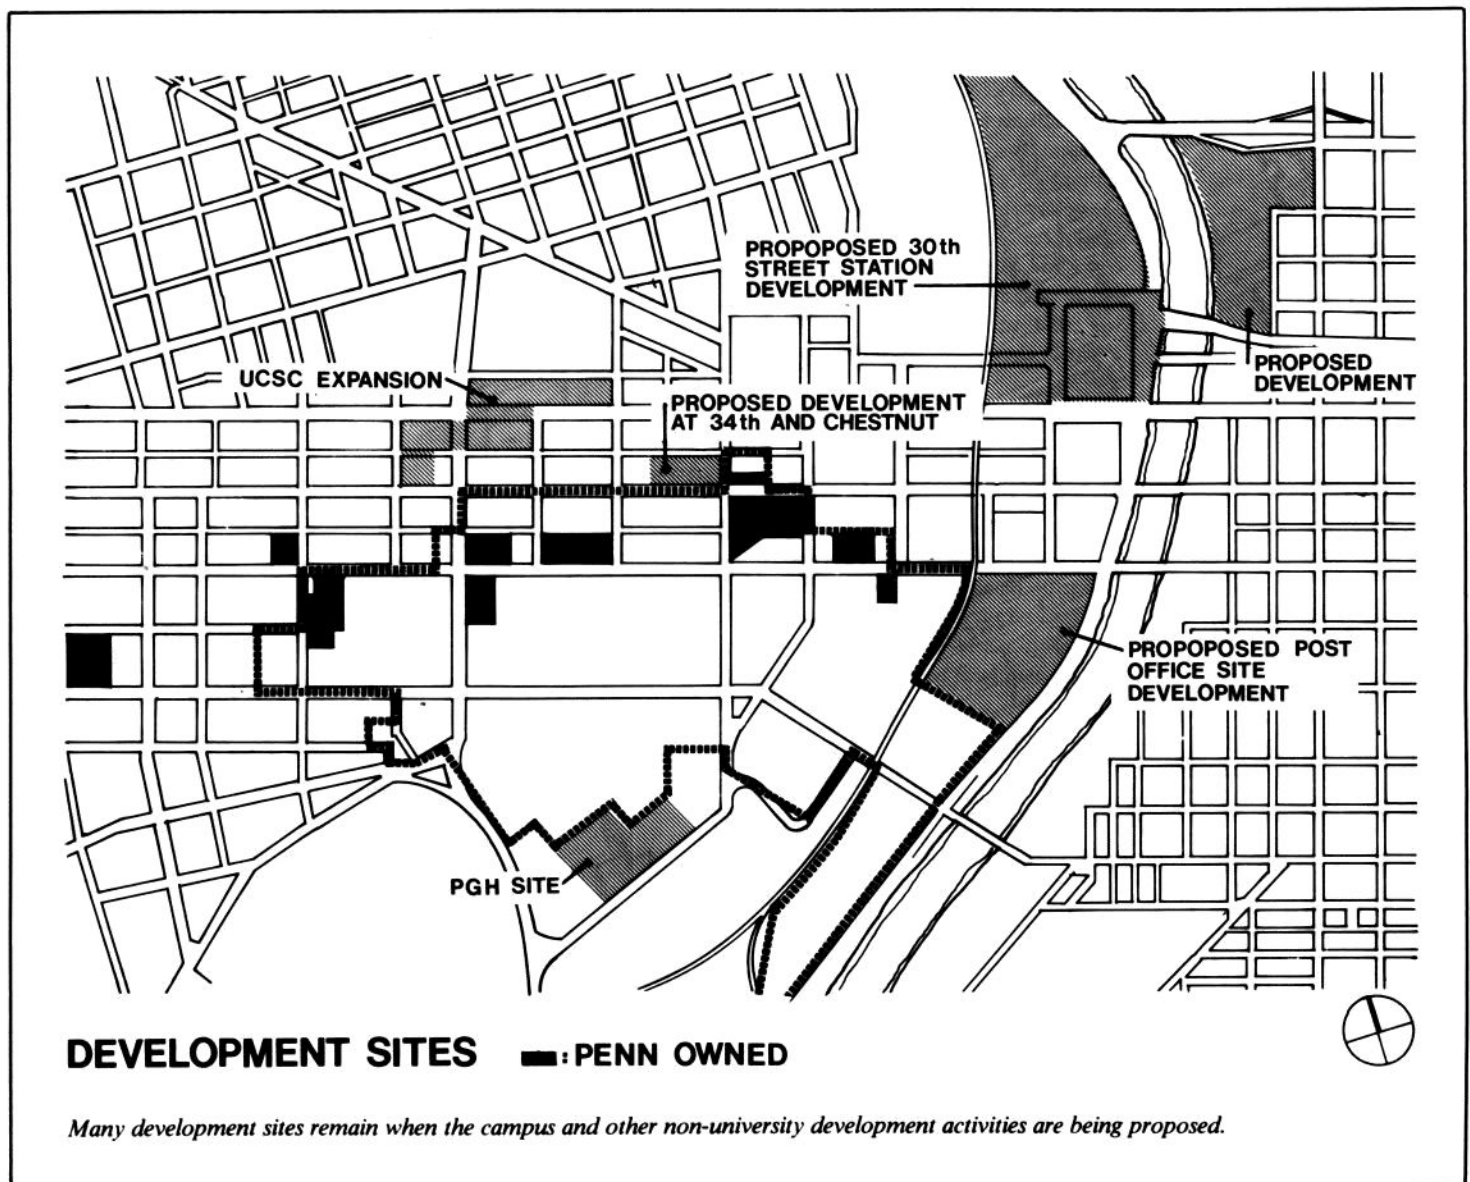 PROPOPOSED 30th
STREET STATION
DEVELOPMENT
PROPOSED
DEVELOPMENT
UCSC EXPANSION
PROPOSED DEVELOPMENT
AT 34th AND CHESTNUT
PROPOPOSED POST
OFFICE SITE
DEVELOPMENT
PGH SITE
DEVELOPMENT SITES
: PENN OWNED
Many development sites remain when the campus and other non-university development activities are being proposed.